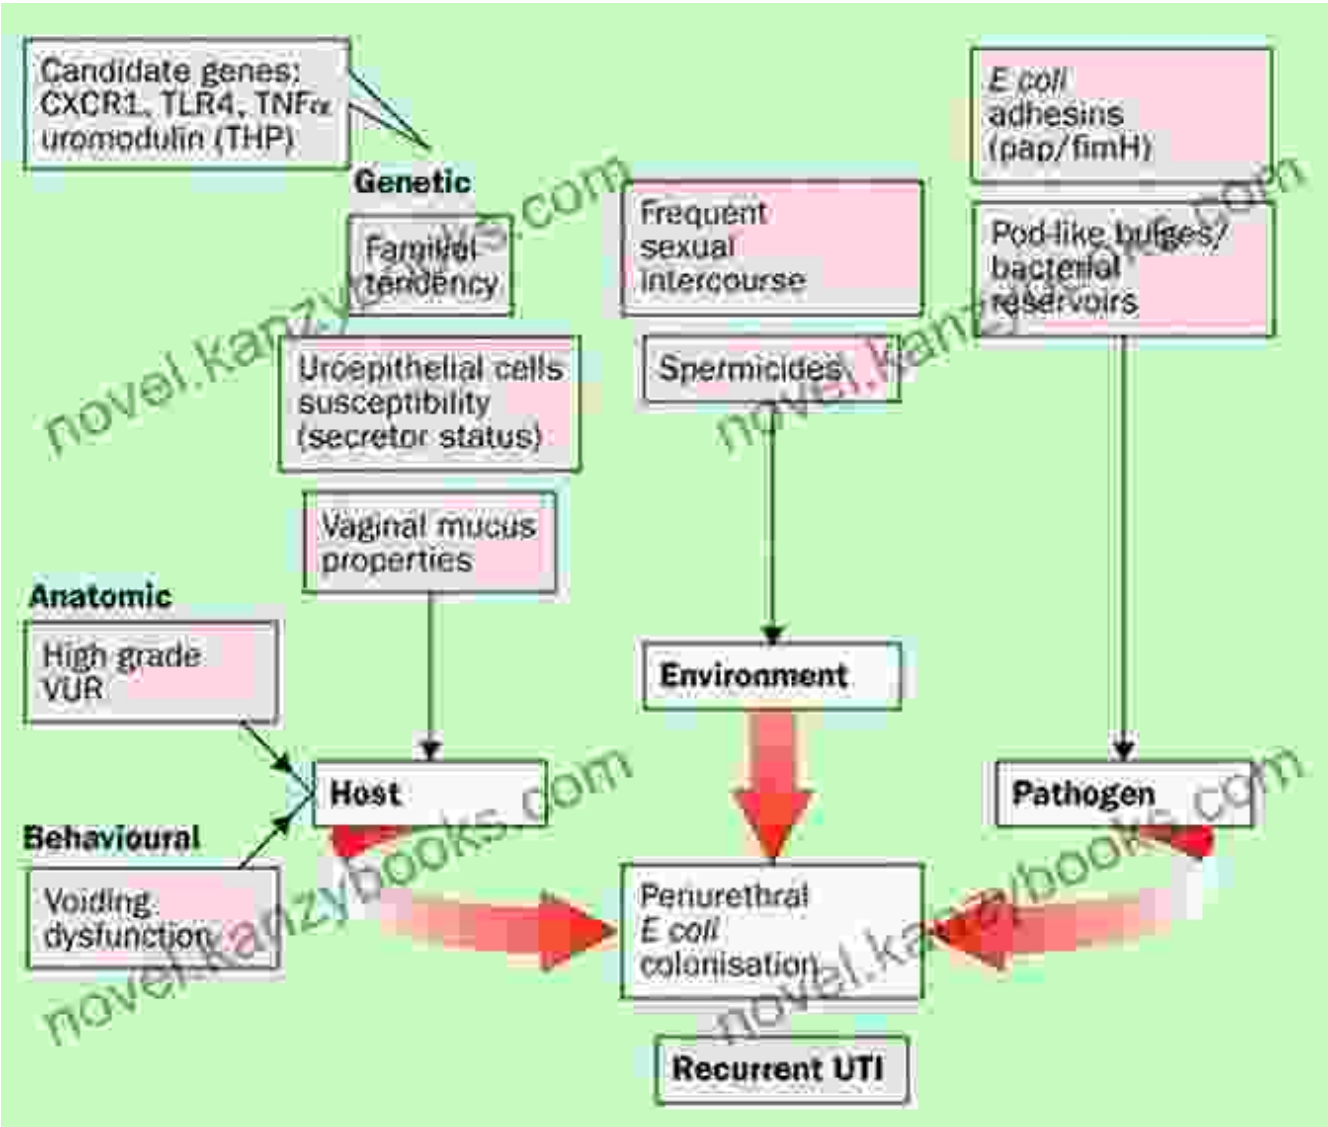 Candidate genes:
CXCR1, TLR4, TNFα
uromodulin (THP)
Genetic
Familial
tendency
Uroepithelial cells
susceptibility
(secretor status)
Vaginal mucus
properties
Anatomic
High grade
VUR
Behavioural
Voiding
dysfunction
Host
Frequent
sexual
intercourse
Spermicides
Environment
E coli
adhesins
(pap/fimH)
Pod-like bulges/
bacterial
reservoirs
Pathogen
Periurethral
E coli
colonisation
Recurrent UTI
novel.kanzybooks.com
novel.kanzybooks.com
novel.kanzybooks.com
novel.kanzybooks.com